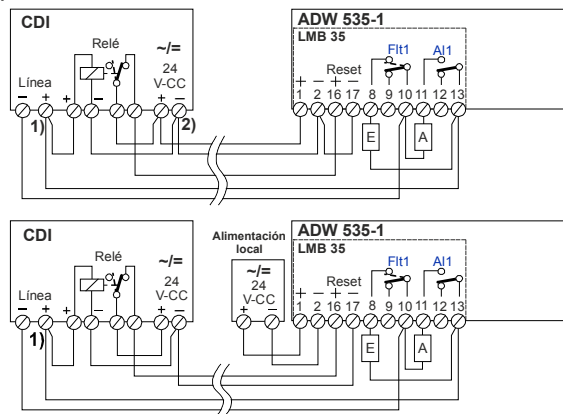 CDI
Relé
~/=
24
V-CC
Línea
− + + − + −
1)
2)
ADW 535-1
LMB 35
Flt1
Al1
Reset
+ − + −
1 2 16 17 8 9 10 11 12 13
E
A
CDI
Relé
~/=
24
V-CC
Línea
− + + − + −
1)
Alimentación
local
~/=
24
V-CC
+ −
ADW 535-1
LMB 35
Flt1
Al1
Reset
+ − + −
1 2 16 17 8 9 10 11 12 13
E
A